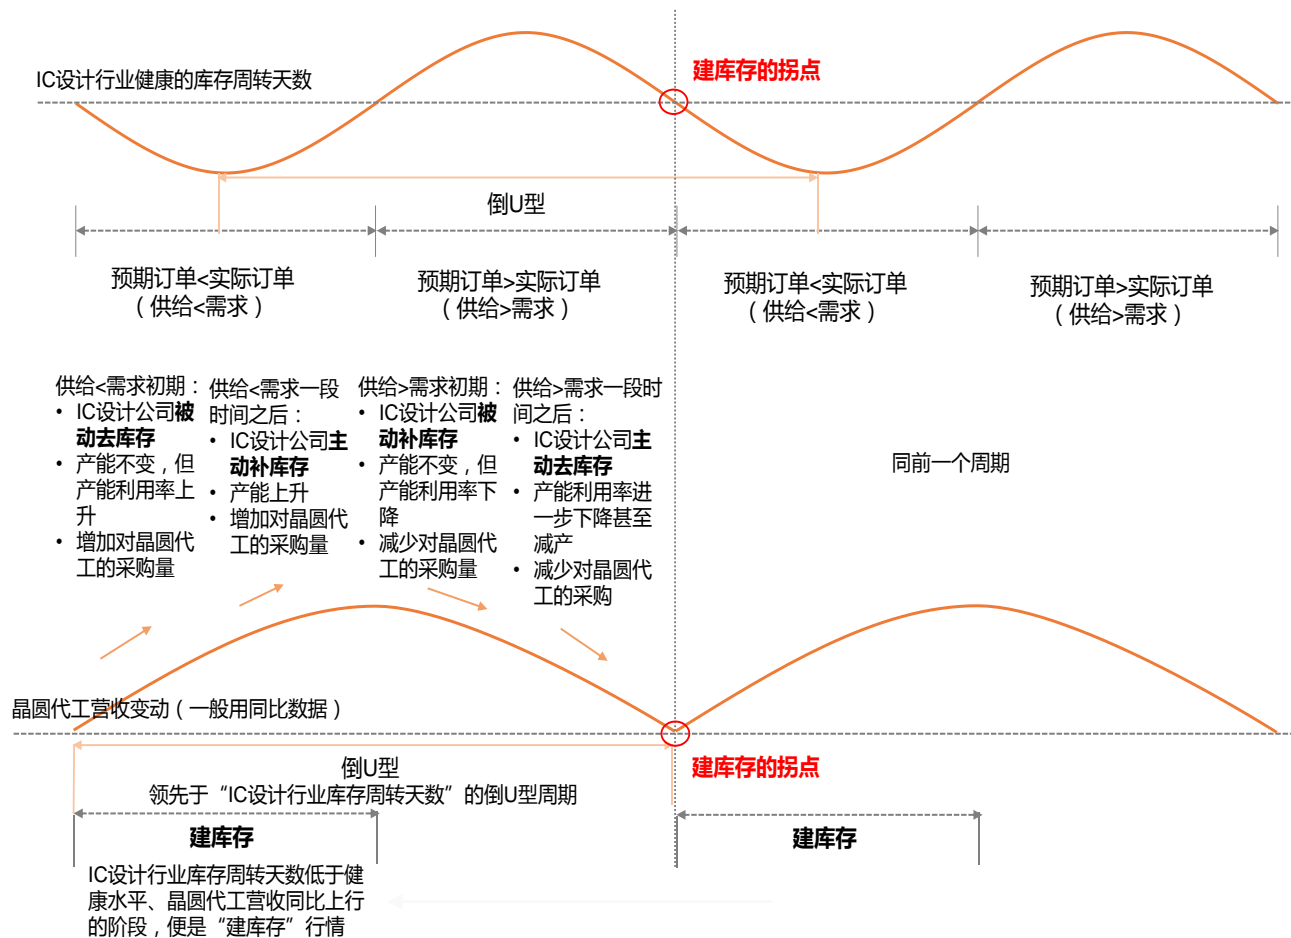 IC设计行业健康的库存周转天数
建库存的拐点
倒U型
预期订单<实际订单
（供给<需求）
预期订单>实际订单
（供给>需求）
预期订单<实际订单
（供给<需求）
预期订单>实际订单
（供给>需求）
供给<需求初期：
• IC设计公司被
动去库存
• 产能不变，但
产能利用率上
升
• 增加对晶圆代
工的采购量
供给<需求一段
时间之后：
• IC设计公司主
动补库存
• 产能上升
• 增加对晶圆代
工的采购量
供给>需求初期：
• IC设计公司被
动补库存
• 产能不变，但
产能利用率下
降
• 减少对晶圆代
工的采购量
供给>需求一段时
间之后：
• IC设计公司主
动去库存
• 产能利用率进
一步下降甚至
减产
• 减少对晶圆代
工的采购
同前一个周期
晶圆代工营收变动（一般用同比数据）
建库存的拐点
倒U型
领先于“IC设计行业库存周转天数”的倒U型周期
建库存
建库存
IC设计行业库存周转天数低于健
康水平、晶圆代工营收同比上行
的阶段，便是“建库存”行情